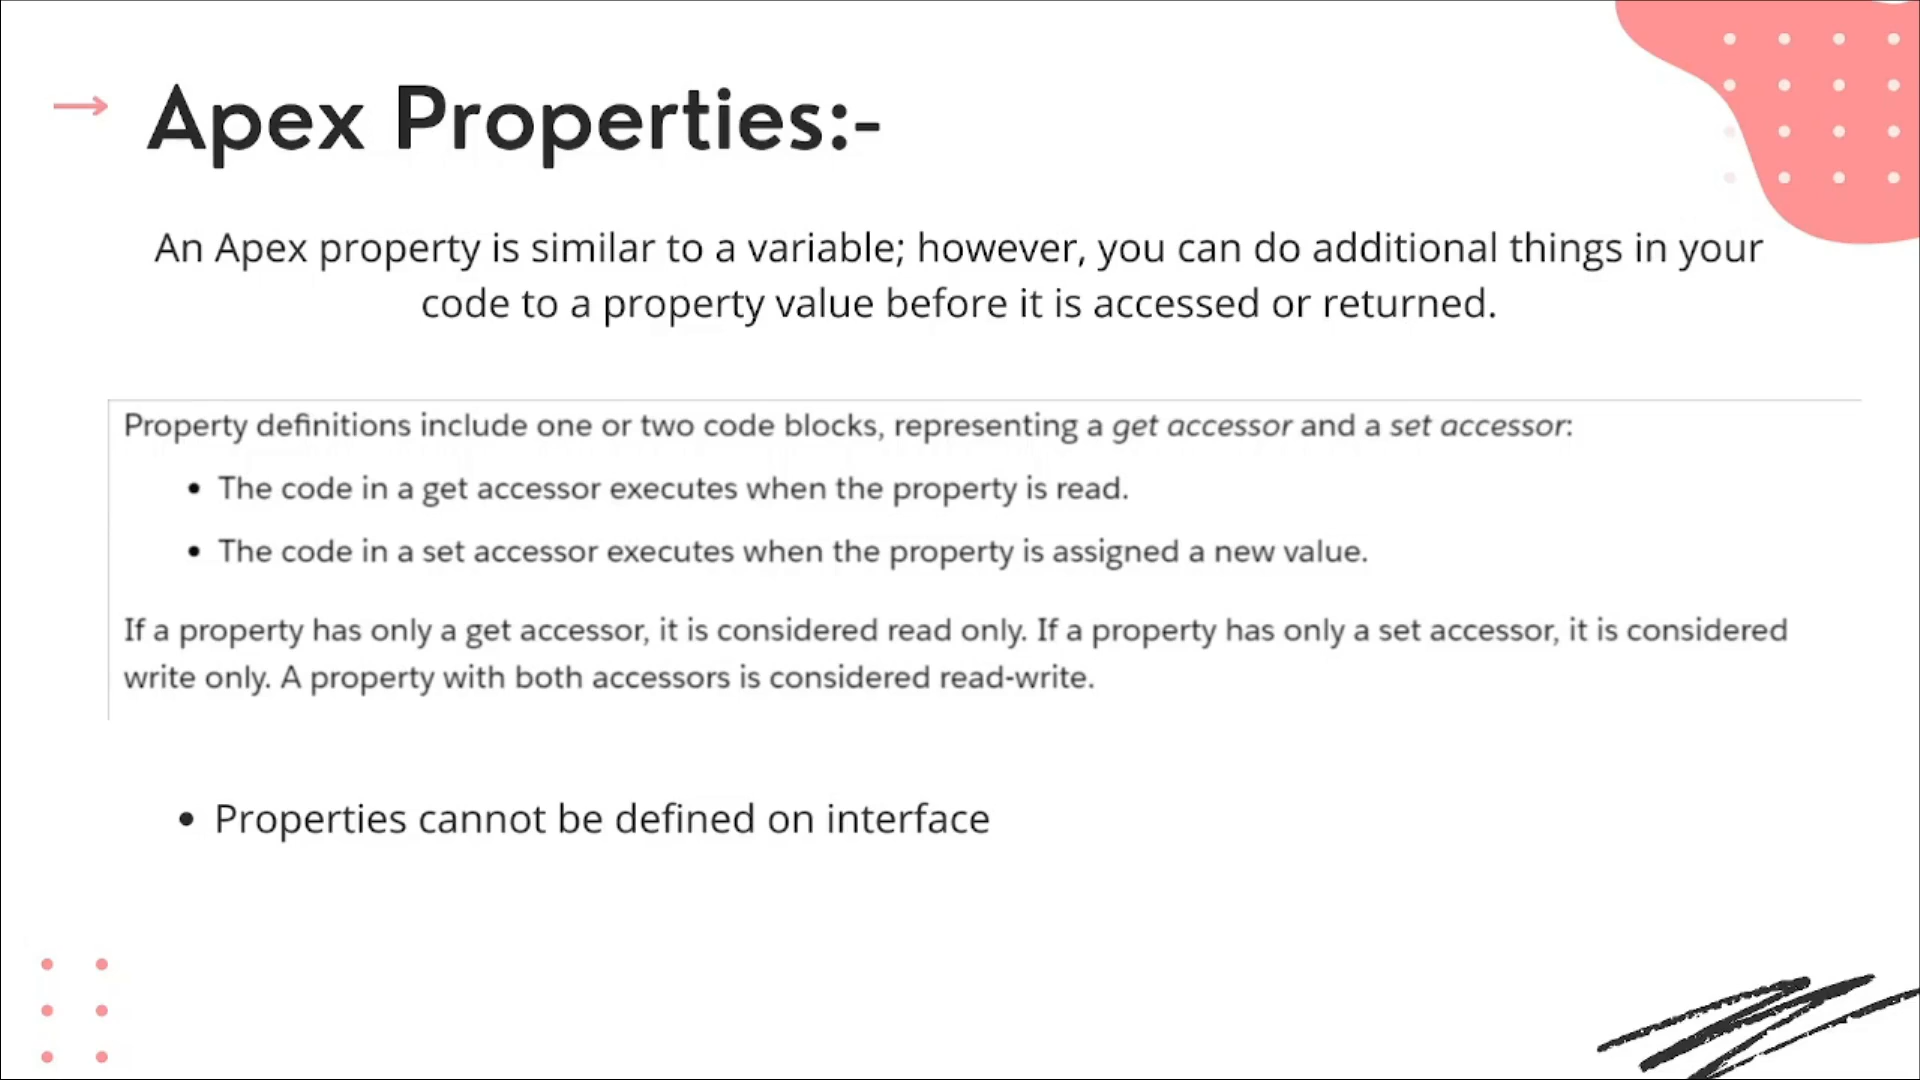 Apex Properties:-
An Apex property is similar to a variable; however, you can do additional things in your
code to a property value before it is accessed or returned.
Property definitions include one or two code blocks, representing a get accessor and a set accessor:
• The code in a get accessor executes when the property is read.
• The code in a set accessor executes when the property is assigned a new value.
If a property has only a get accessor, it is considered read only. If a property has only a set accessor, it is considered
write only. A property with both accessors is considered read-write.
• Properties cannot be defined on interface